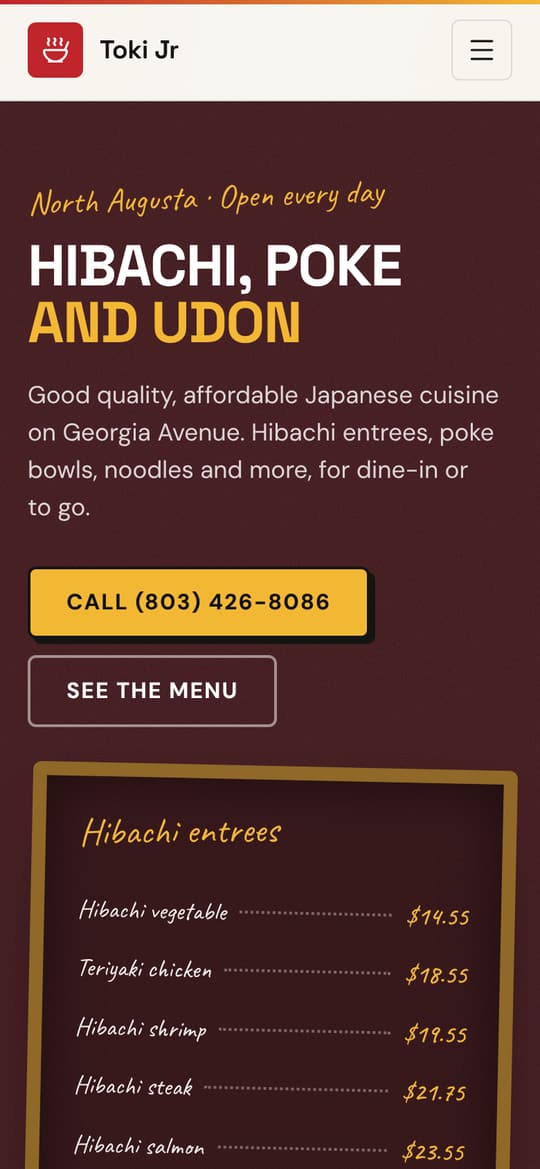 Toki Jr
North Augusta · Open every day
HIBACHI, POKE
AND UDON
Good quality, affordable Japanese cuisine
on Georgia Avenue. Hibachi entrees, poke
bowls, noodles and more, for dine-in or
to go.
CALL (803) 426-8086
SEE THE MENU
Hibachi entrees
Hibachi vegetable $14.55
Teriyaki chicken $18.55
Hibachi shrimp $19.55
Hibachi steak $21.75
Hibachi salmon $23.55